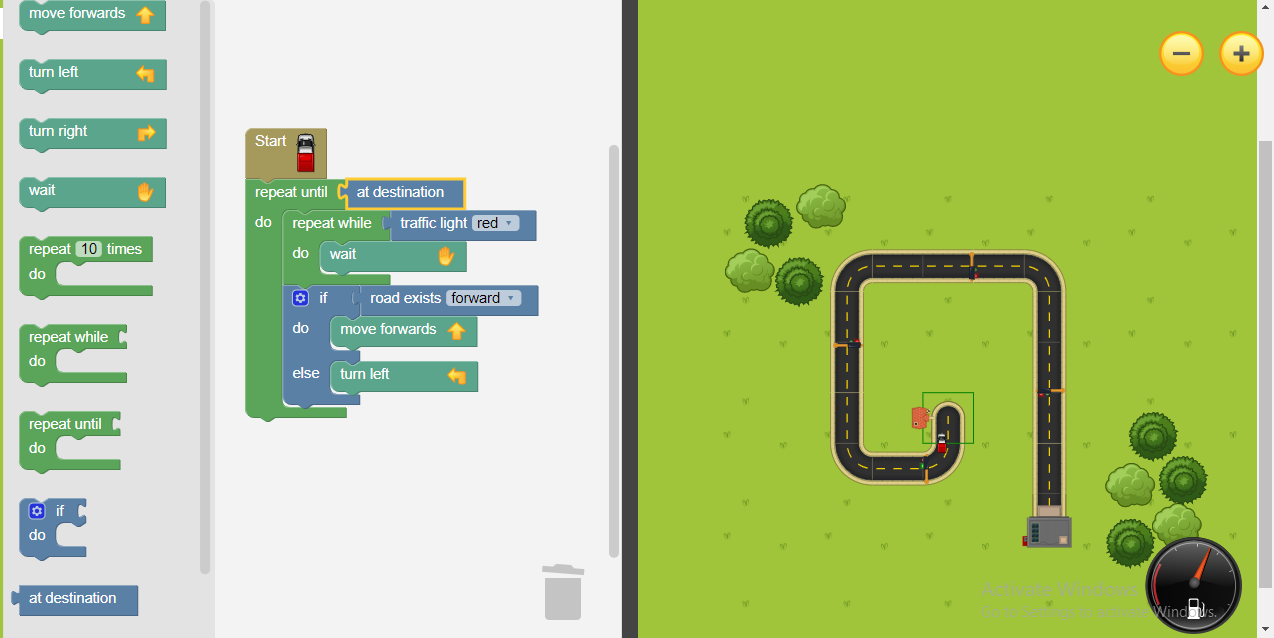 move forwards
turn left
turn right
wait
repeat 10 times
do
repeat while
do
repeat until
do
if
do
at destination
Start
repeat until at destination
do repeat while traffic light red
do wait
if road exists forward
do move forwards
else turn left
Activate Windows
Go to Settings to activate Windows.